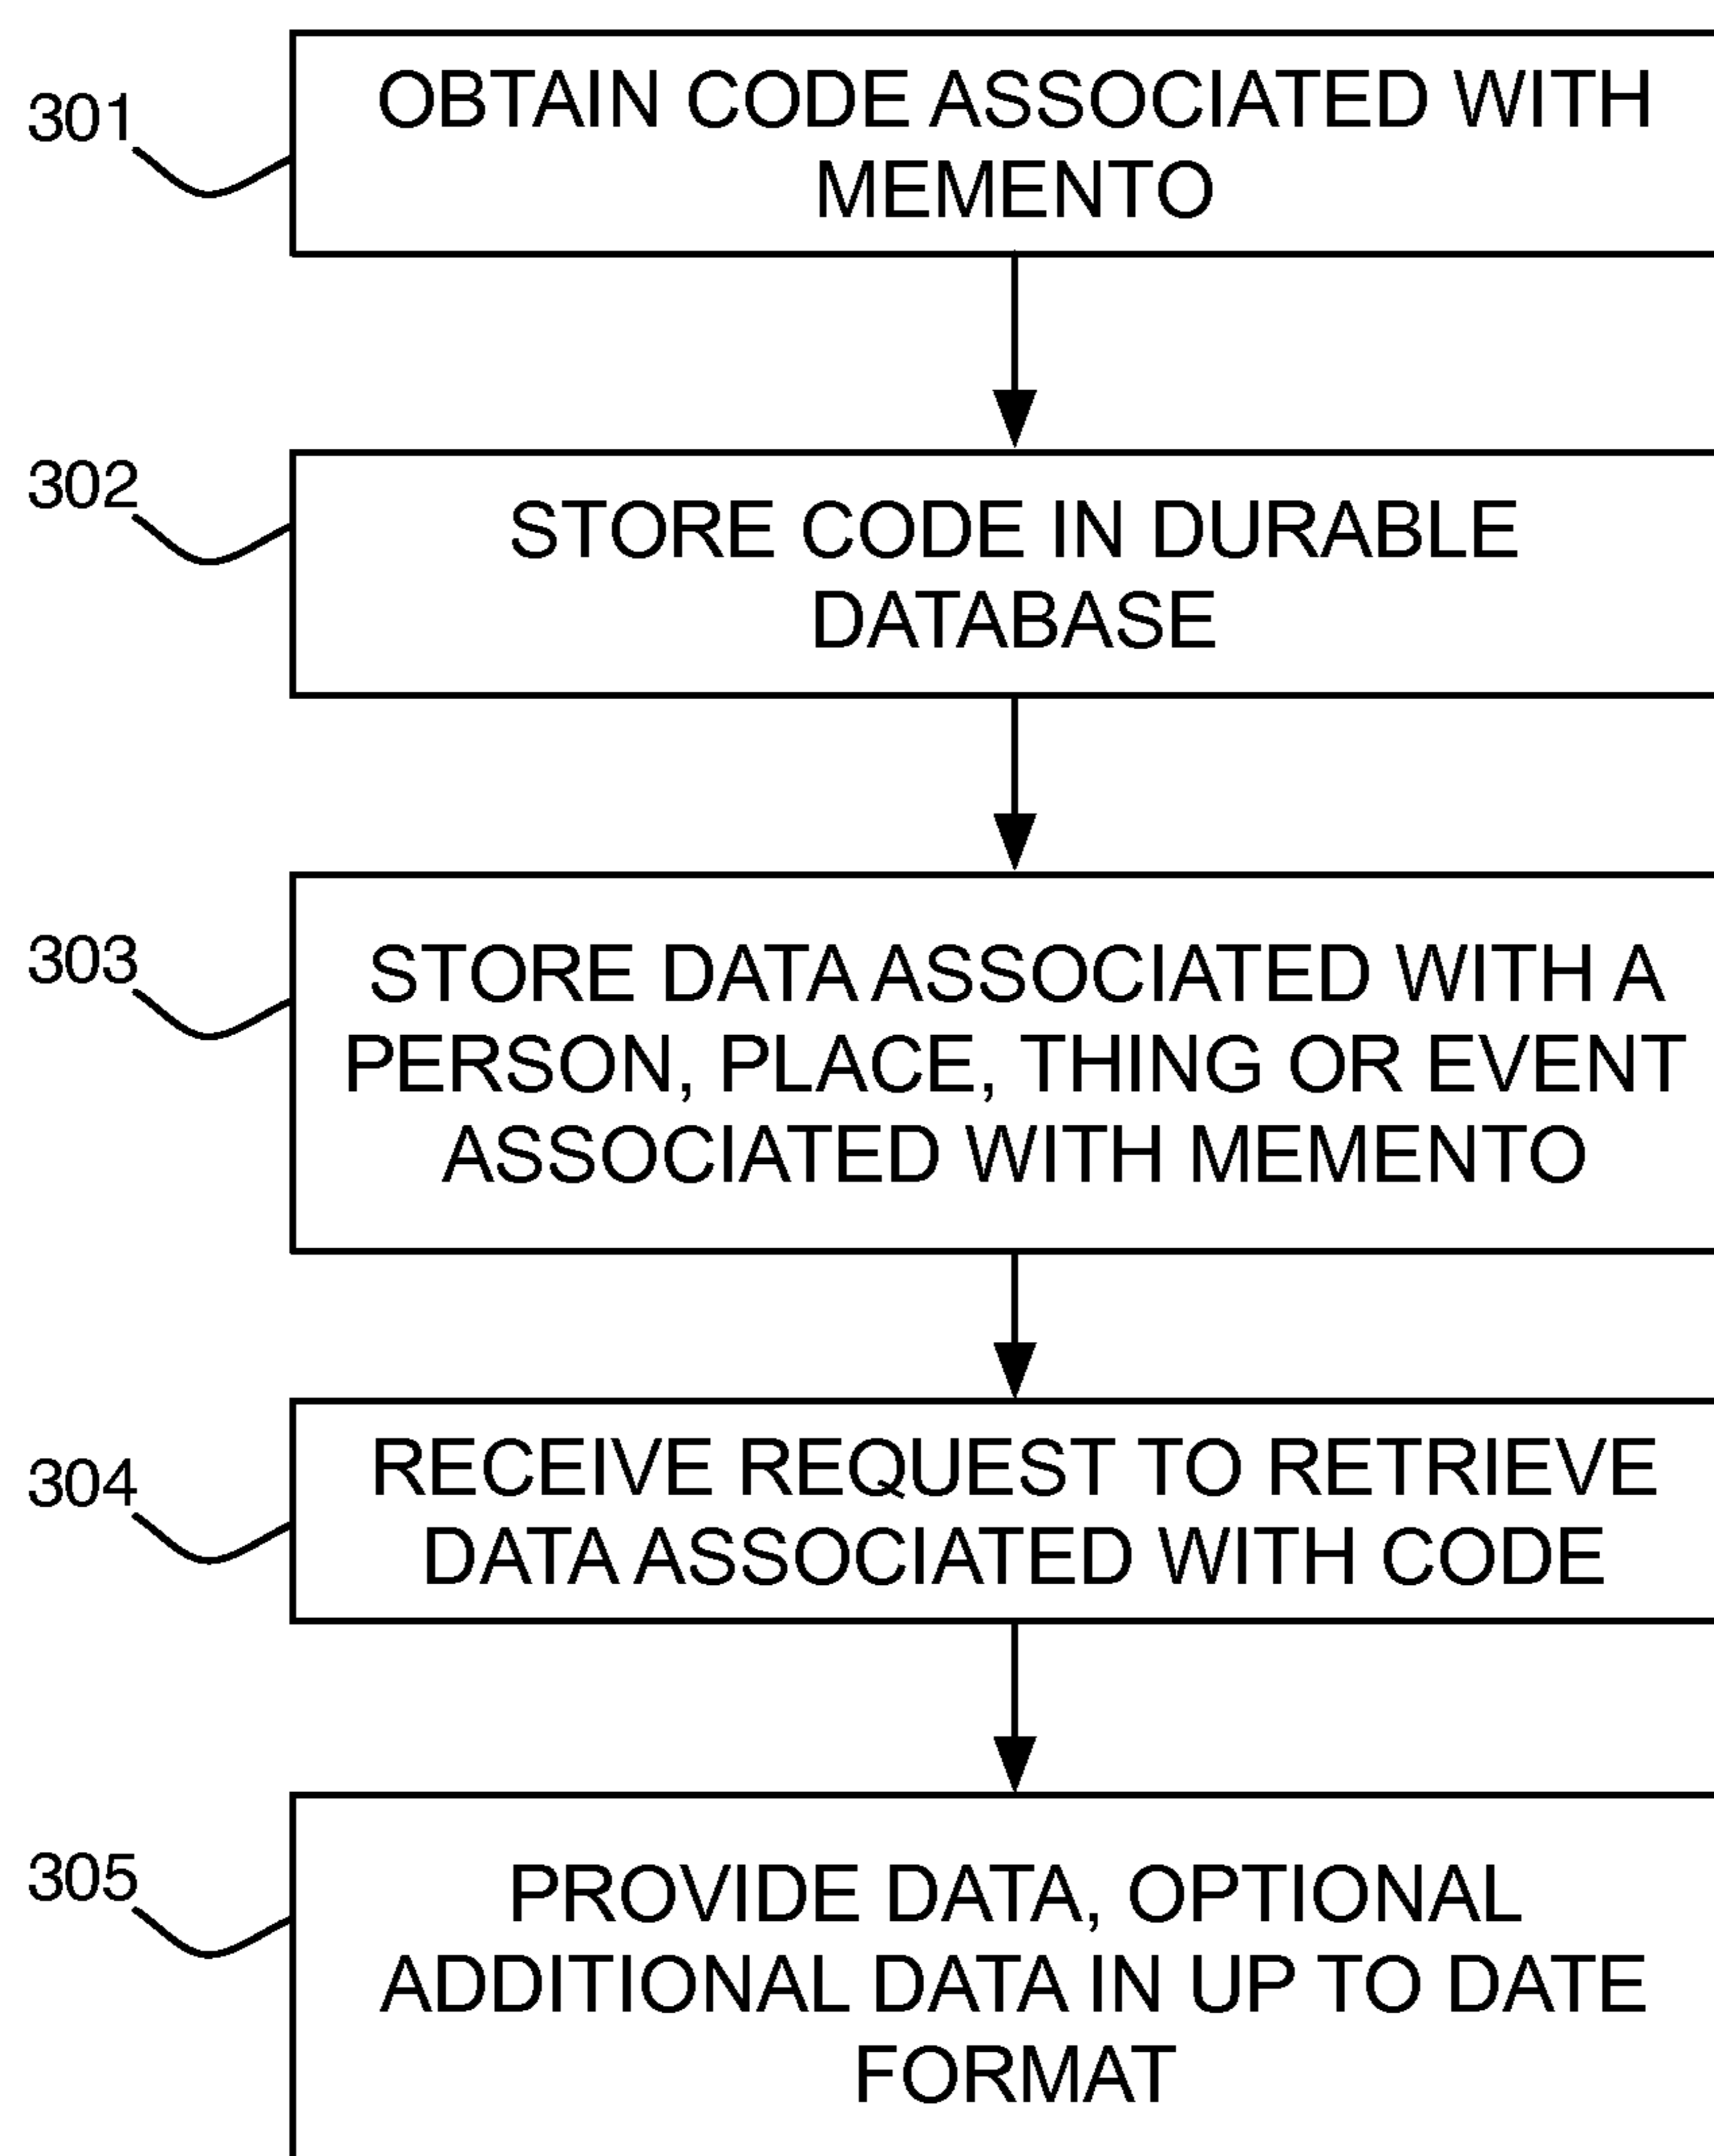 301
OBTAIN CODE ASSOCIATED WITH
MEMENTO
302
STORE CODE IN DURABLE
DATABASE
303
STORE DATA ASSOCIATED WITH A
PERSON, PLACE, THING OR EVENT
ASSOCIATED WITH MEMENTO
304
RECEIVE REQUEST TO RETRIEVE
DATA ASSOCIATED WITH CODE
305
PROVIDE DATA, OPTIONAL
ADDITIONAL DATA IN UP TO DATE
FORMAT